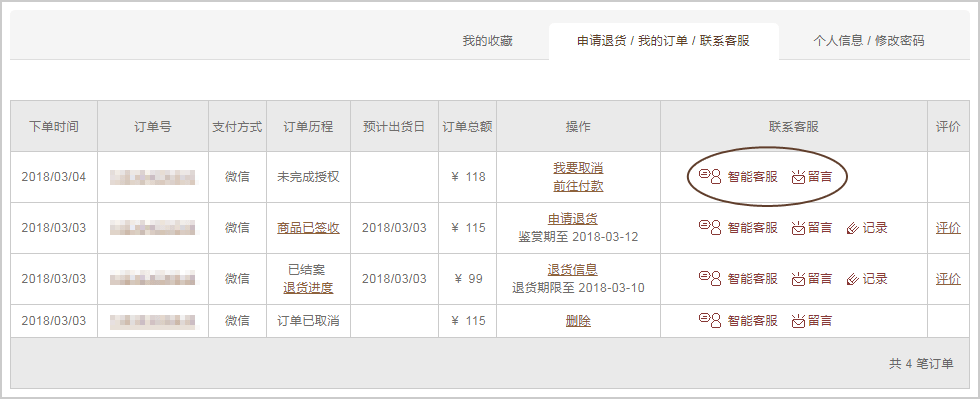 我的收藏 申请退货 / 我的订单 / 联系客服 个人信息 / 修改密码
下单时间 订单号 支付方式 订单历程 预计出货日 订单总额 操作 联系客服 评价
2018/03/04 微信 未完成授权 ¥ 118 我要取消 智能客服 留言
前往付款
2018/03/03 微信 商品已签收 2018/03/03 ¥ 115 申请退货 智能客服 留言 记录 评价
鉴赏期至 2018-03-12
2018/03/03 微信 已结案 2018/03/03 ¥ 99 退货信息 智能客服 留言 记录 评价
退货进度 退货期限至 2018-03-10
2018/03/03 微信 订单已取消 ¥ 115 删除 智能客服 留言
共 4 笔订单